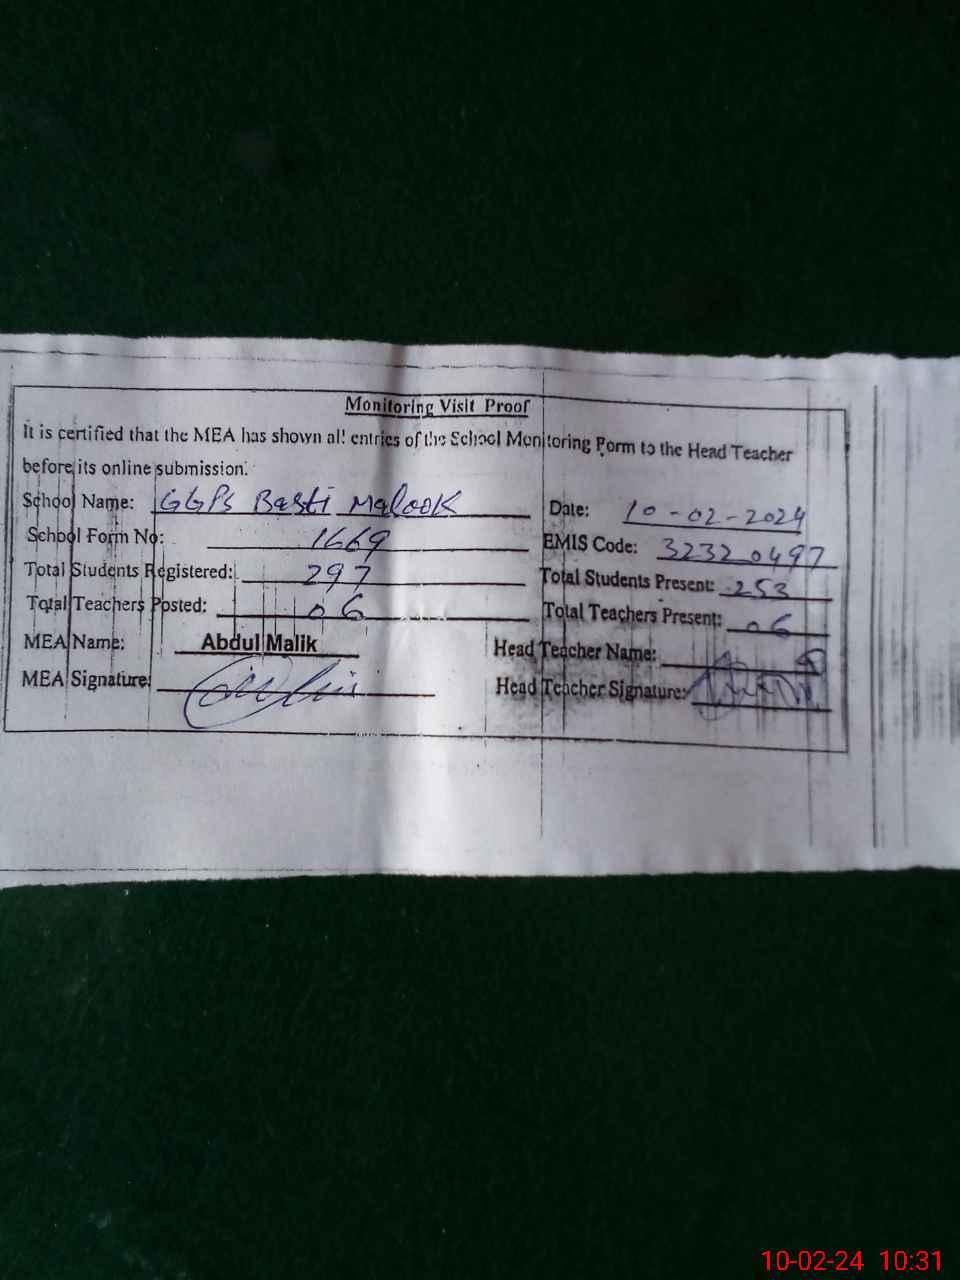 Monitoring Visit Proof
It is certified that the MEA has shown all entries of the School Monitoring Form to the Head Teacher
before its online submission.
School Name: GGPS Basti Malook Date: 10-02-2024
School Form No: 1669 EMIS Code: 32320497
Total Students Registered: 297 Total Students Present: 253
Total Teachers Posted: 06 Total Teachers Present: 06
MEA Name: Abdul Malik Head Teacher Name:
MEA Signature: Head Teacher Signature:
10-02-24 10:31